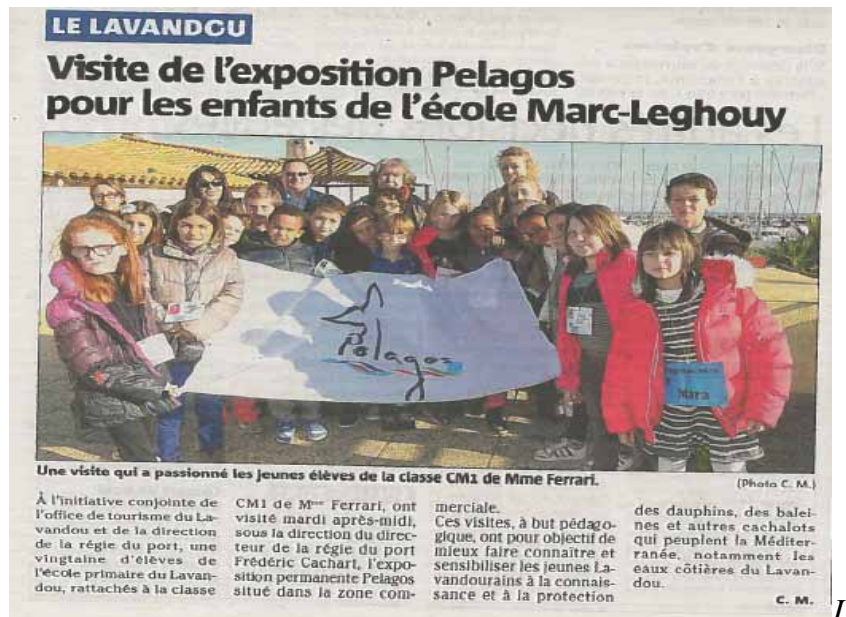 LE LAVANDOU
Visite de l'exposition Pelagos
pour les enfants de l'école Marc-Leghouy
Pelagos
Mara
Une visite qui a passionné les jeunes élèves de la classe CM1 de Mme Ferrari.
(Photo C. M.)
À l'initiative conjointe de
l'office de tourisme du La-
vandou et de la direction
de la régie du port, une
vingtaine d'élèves de
l'école primaire du Lavan-
dou, rattachés à la classe
CM1 de Mme Ferrari, ont
visité mardi après-midi,
sous la direction du direc-
teur de la régie du port
Frédéric Cachart, l'expo-
sition permanente Pelagos
situé dans la zone com-
merciale.
Ces visites, à but pédago-
gique, ont pour objectif de
mieux faire connaître et
sensibiliser les jeunes La-
vandourains à la connais-
sance et à la protection
des dauphins, des balei-
nes et autres cachalots
qui peuplent la Méditer-
ranée, notamment les
eaux côtières du Lavan-
dou.
C. M.